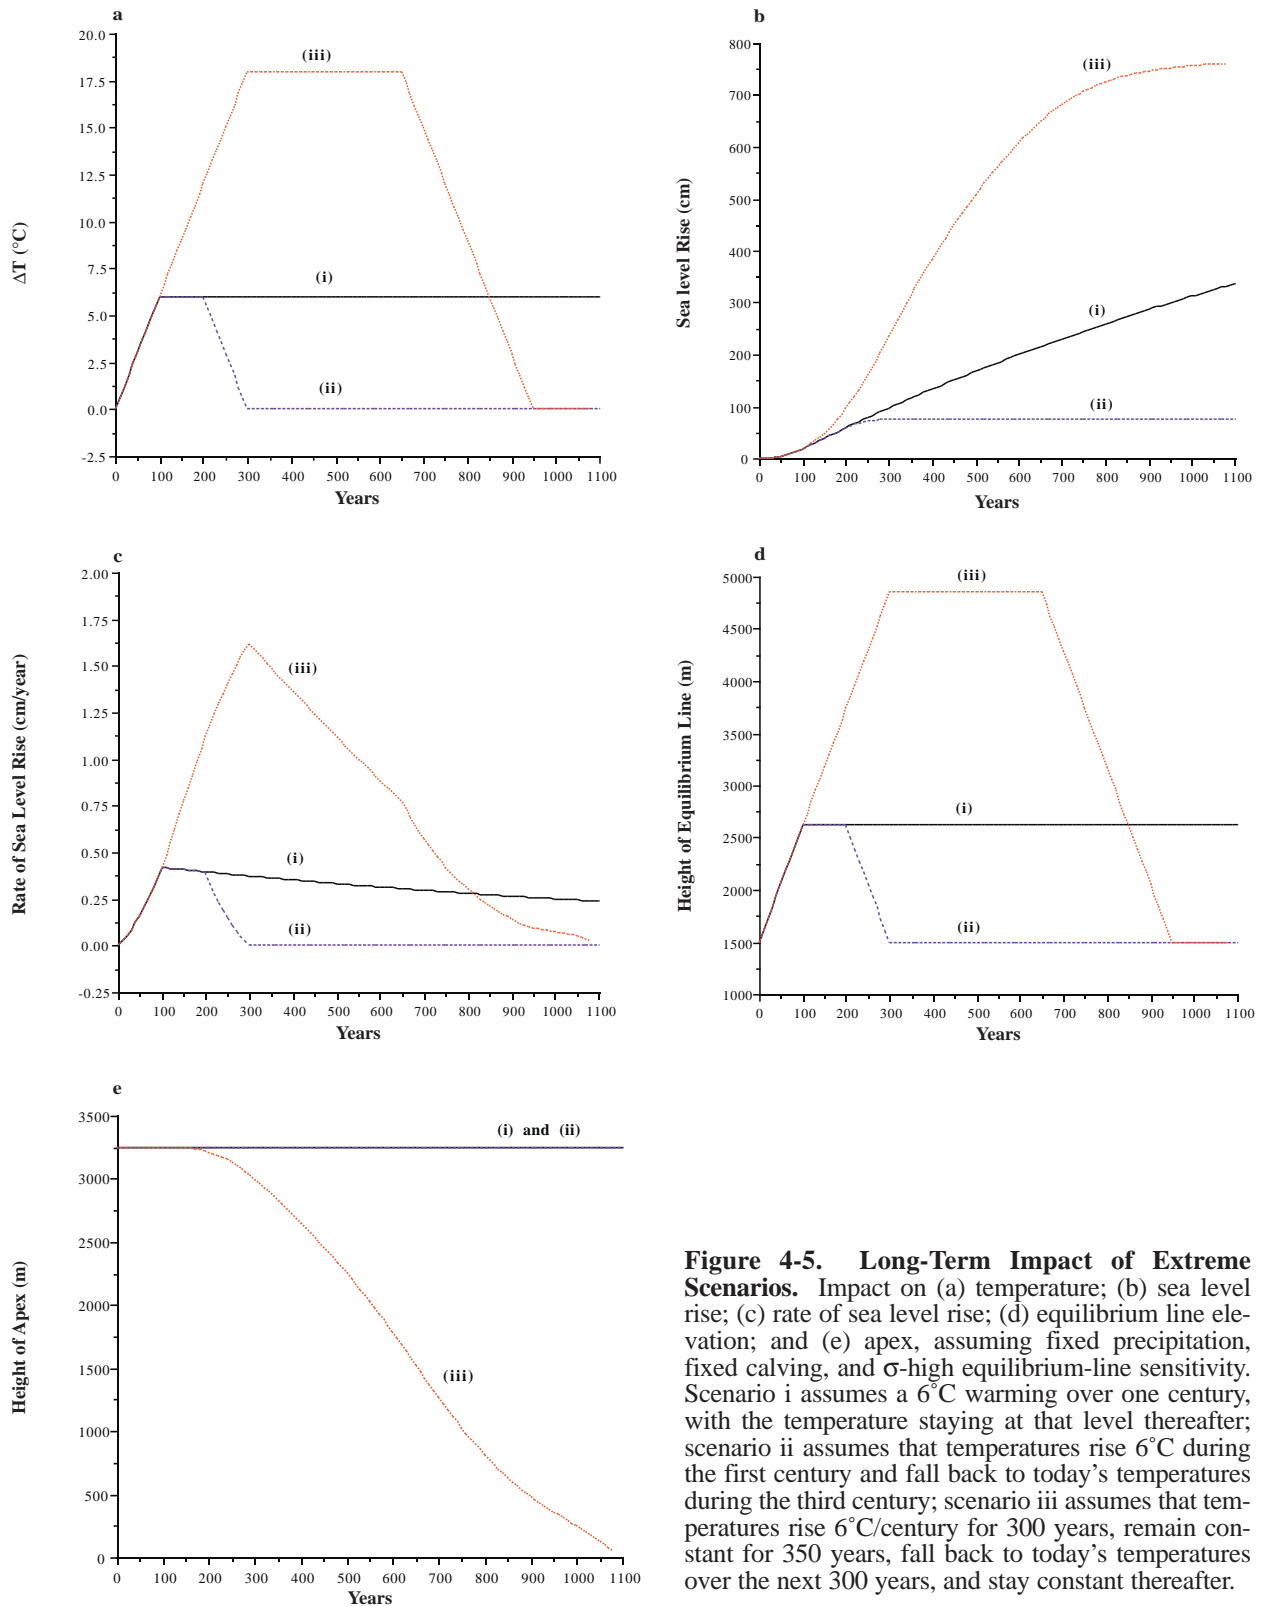 a
20.0
17.5
15.0
12.5
10.0
7.5
5.0
2.5
0.0
-2.5
ΔT (°C)
(iii)
(i)
(ii)
0 100 200 300 400 500 600 700 800 900 1000 1100
Years
b
800
700
600
500
400
300
200
100
0
Sea level Rise (cm)
(iii)
(i)
(ii)
0 100 200 300 400 500 600 700 800 900 1000 1100
Years
c
2.00
1.75
1.50
1.25
1.00
0.75
0.50
0.25
0.00
-0.25
Rate of Sea Level Rise (cm/year)
(iii)
(i)
(ii)
0 100 200 300 400 500 600 700 800 900 1000 1100
Years
d
5000
4500
4000
3500
3000
2500
2000
1500
1000
Height of Equilibrium Line (m)
(iii)
(i)
(ii)
0 100 200 300 400 500 600 700 800 900 1000 1100
Years
e
3500
3000
2500
2000
1500
1000
500
0
Height of Apex (m)
(i) and (ii)
(iii)
0 100 200 300 400 500 600 700 800 900 1000 1100
Years
Figure 4-5. Long-Term Impact of Extreme
Scenarios. Impact on (a) temperature; (b) sea level
rise; (c) rate of sea level rise; (d) equilibrium line ele-
vation; and (e) apex, assuming fixed precipitation,
fixed calving, and σ-high equilibrium-line sensitivity.
Scenario i assumes a 6°C warming over one century,
with the temperature staying at that level thereafter;
scenario ii assumes that temperatures rise 6°C during
the first century and fall back to today's temperatures
during the third century; scenario iii assumes that tem-
peratures rise 6°C/century for 300 years, remain con-
stant for 350 years, fall back to today's temperatures
over the next 300 years, and stay constant thereafter.